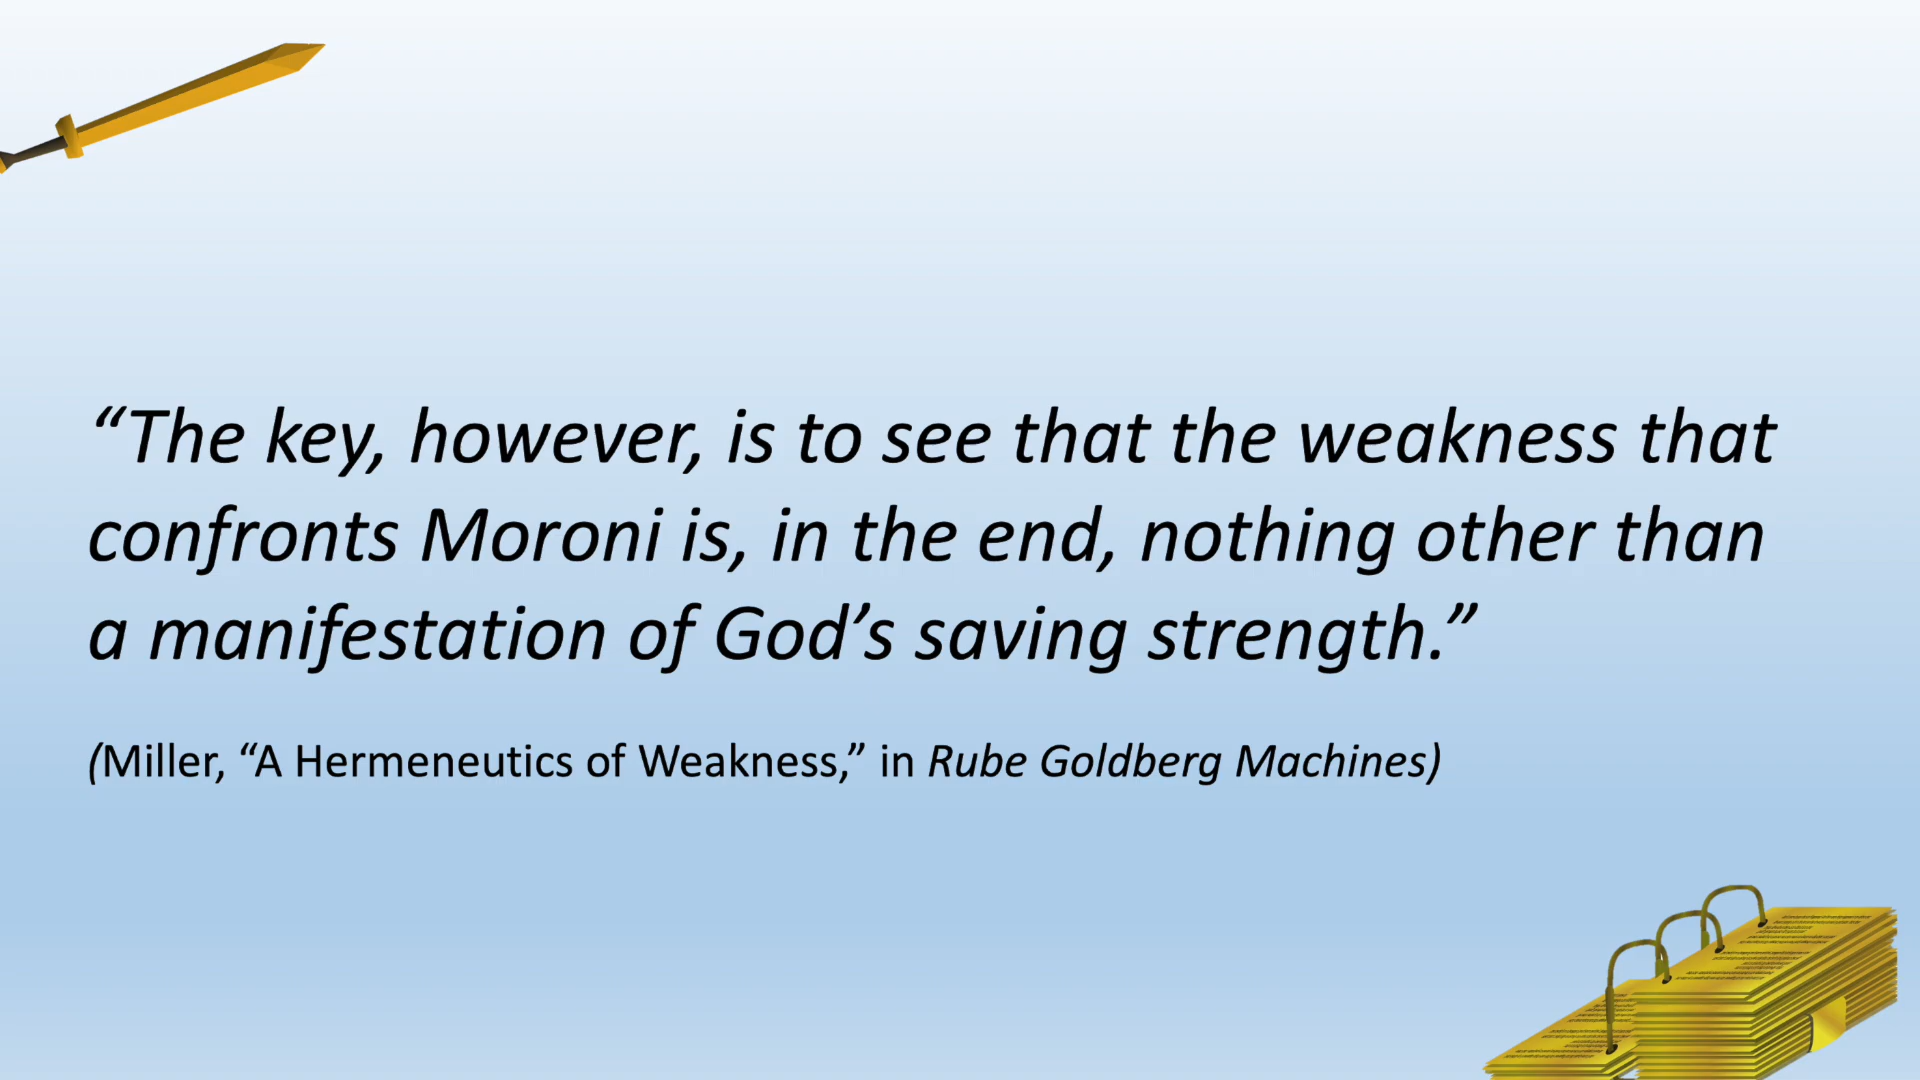 “The key, however, is to see that the weakness that
confronts Moroni is, in the end, nothing other than
a manifestation of God’s saving strength.”
(Miller, “A Hermeneutics of Weakness,” in Rube Goldberg Machines)